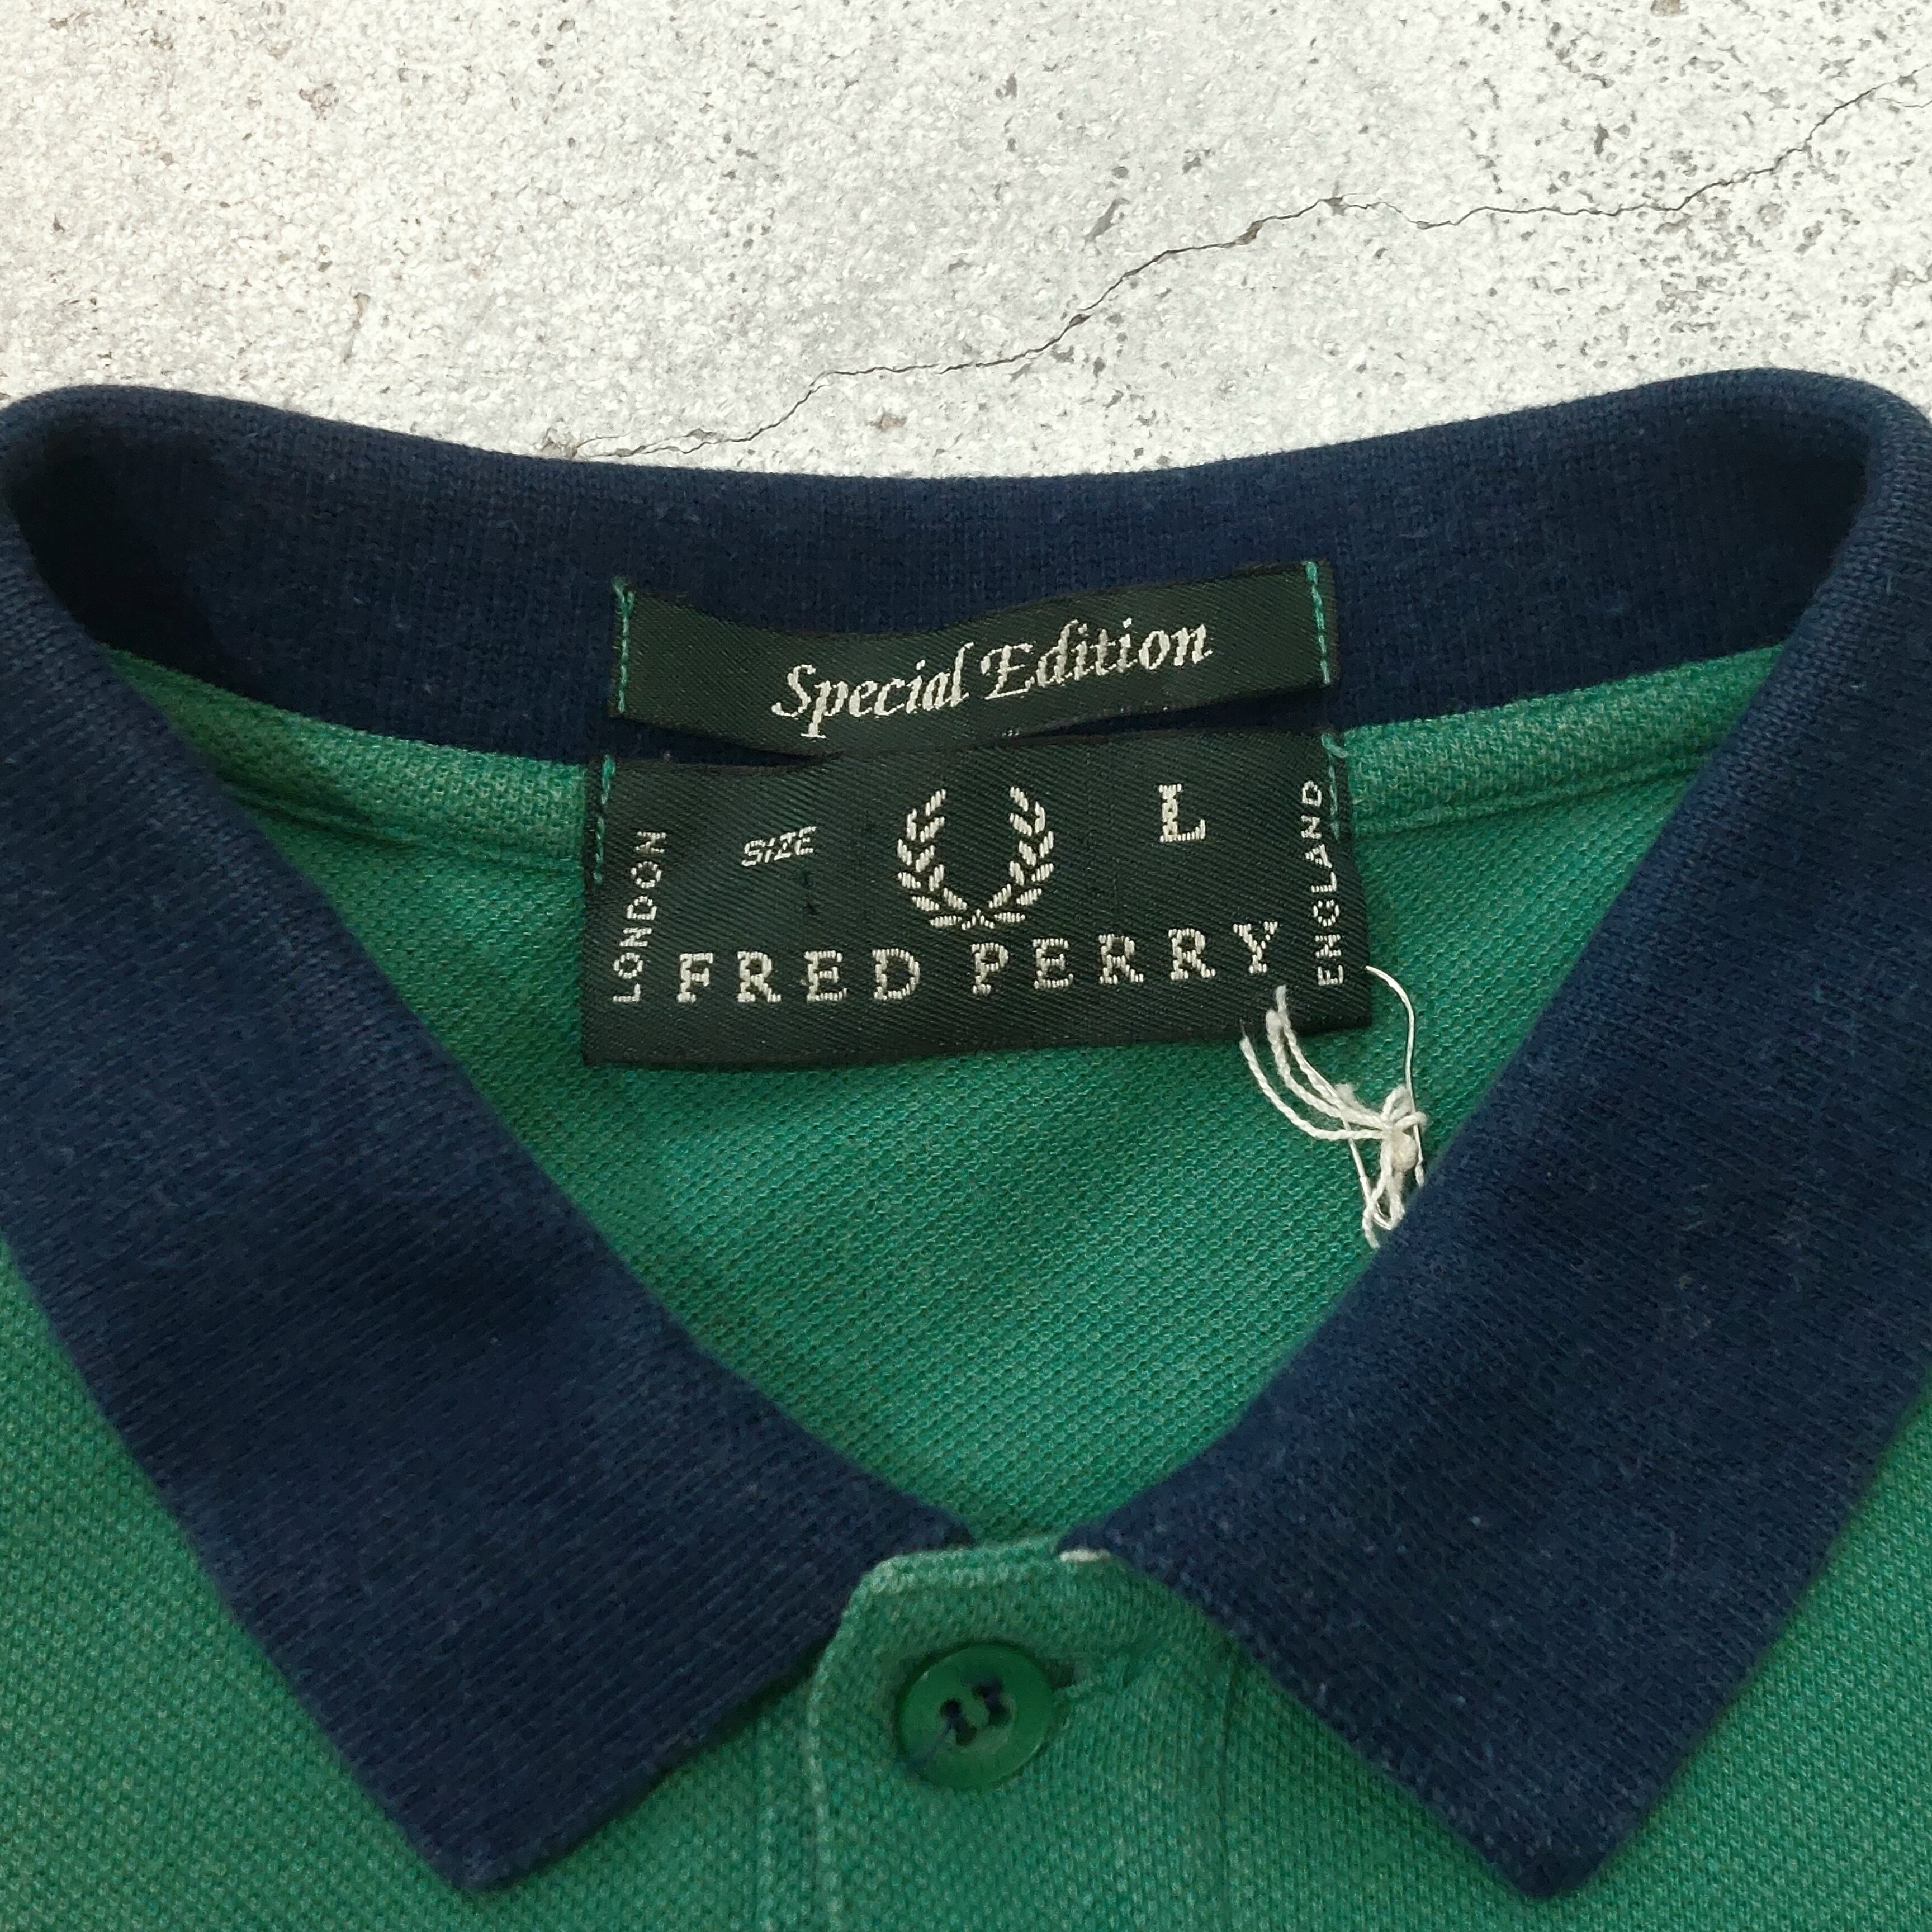 Special Edition
SIZE L
LONDON
FRED PERRY
ENGLAND